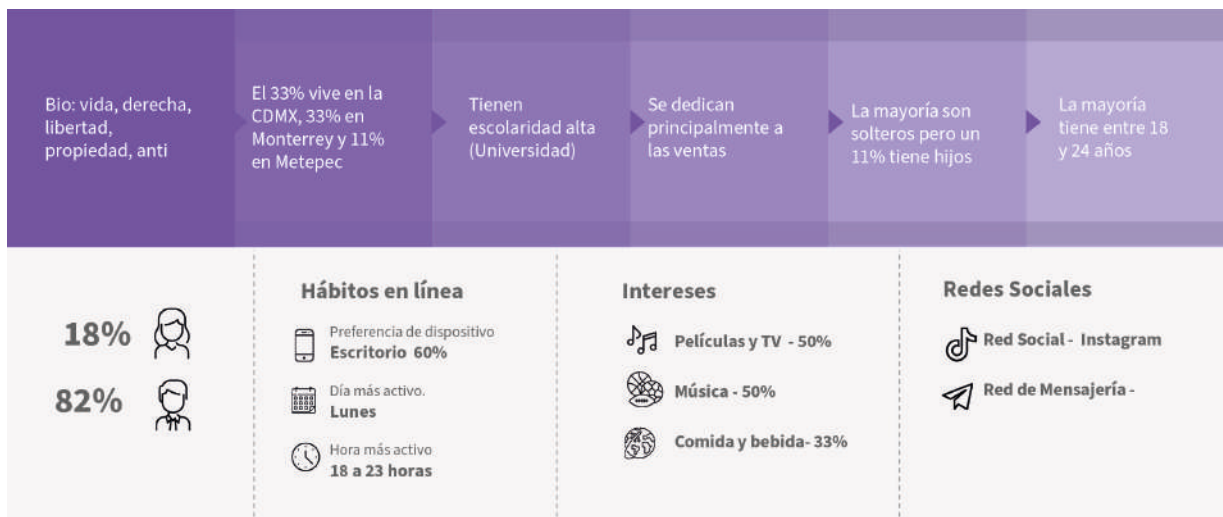 Bio: vida, derecha,
libertad,
propiedad, anti
El 33% vive en la
CDMX, 33% en
Monterrey y 11%
en Metepec
Tienen
escolaridad alta
(Universidad)
Se dedican
principalmente a
las ventas
La mayoría son
solteros pero un
11% tiene hijos
La mayoría
tiene entre 18
y 24 años
18%
82%
Hábitos en línea
Preferencia de dispositivo
Escritorio 60%
Día más activo.
Lunes
Hora más activo
18 a 23 horas
Intereses
Películas y TV - 50%
Música - 50%
Comida y bebida- 33%
Redes Sociales
Red Social - Instagram
Red de Mensajería -